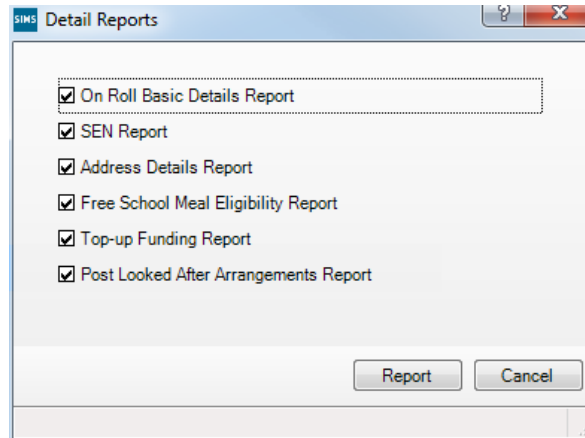 SIMS Detail Reports ? X
On Roll Basic Details Report
SEN Report
Address Details Report
Free School Meal Eligibility Report
Top-up Funding Report
Post Looked After Arrangements Report
Report Cancel